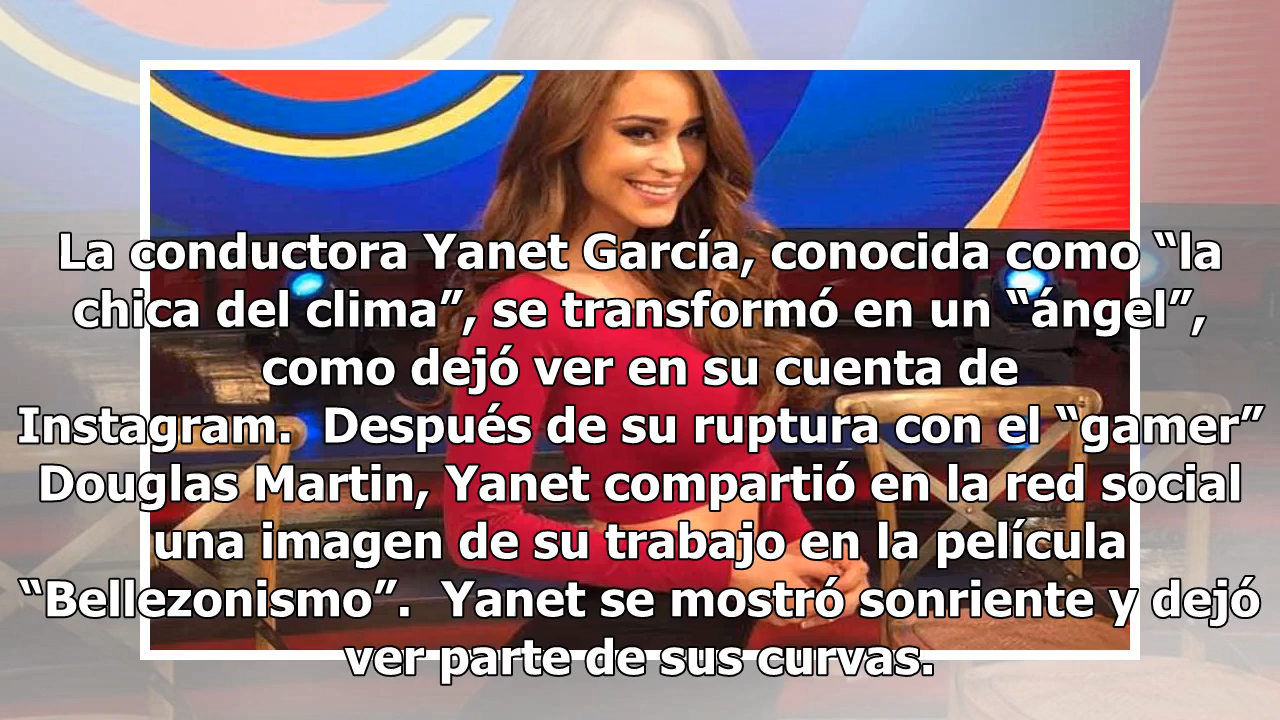 La conductora Yanet García, conocida como “la
chica del clima”, se transformó en un “ángel”,
como dejó ver en su cuenta de
Instagram.  Después de su ruptura con el “gamer”
Douglas Martin, Yanet compartió en la red social
una imagen de su trabajo en la película
“Bellezonismo”.  Yanet se mostró sonriente y dejó
ver parte de sus curvas.